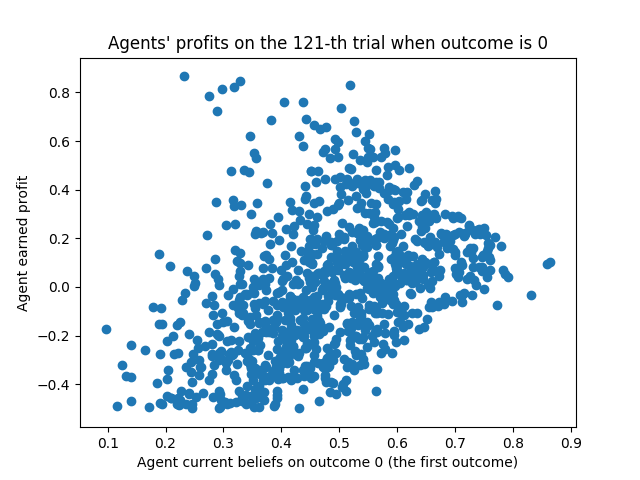 Agents' profits on the 121-th trial when outcome is 0
Agent earned profit
0.8
0.6
0.4
0.2
0.0
−0.2
−0.4
0.1 0.2 0.3 0.4 0.5 0.6 0.7 0.8 0.9
Agent current beliefs on outcome 0 (the first outcome)